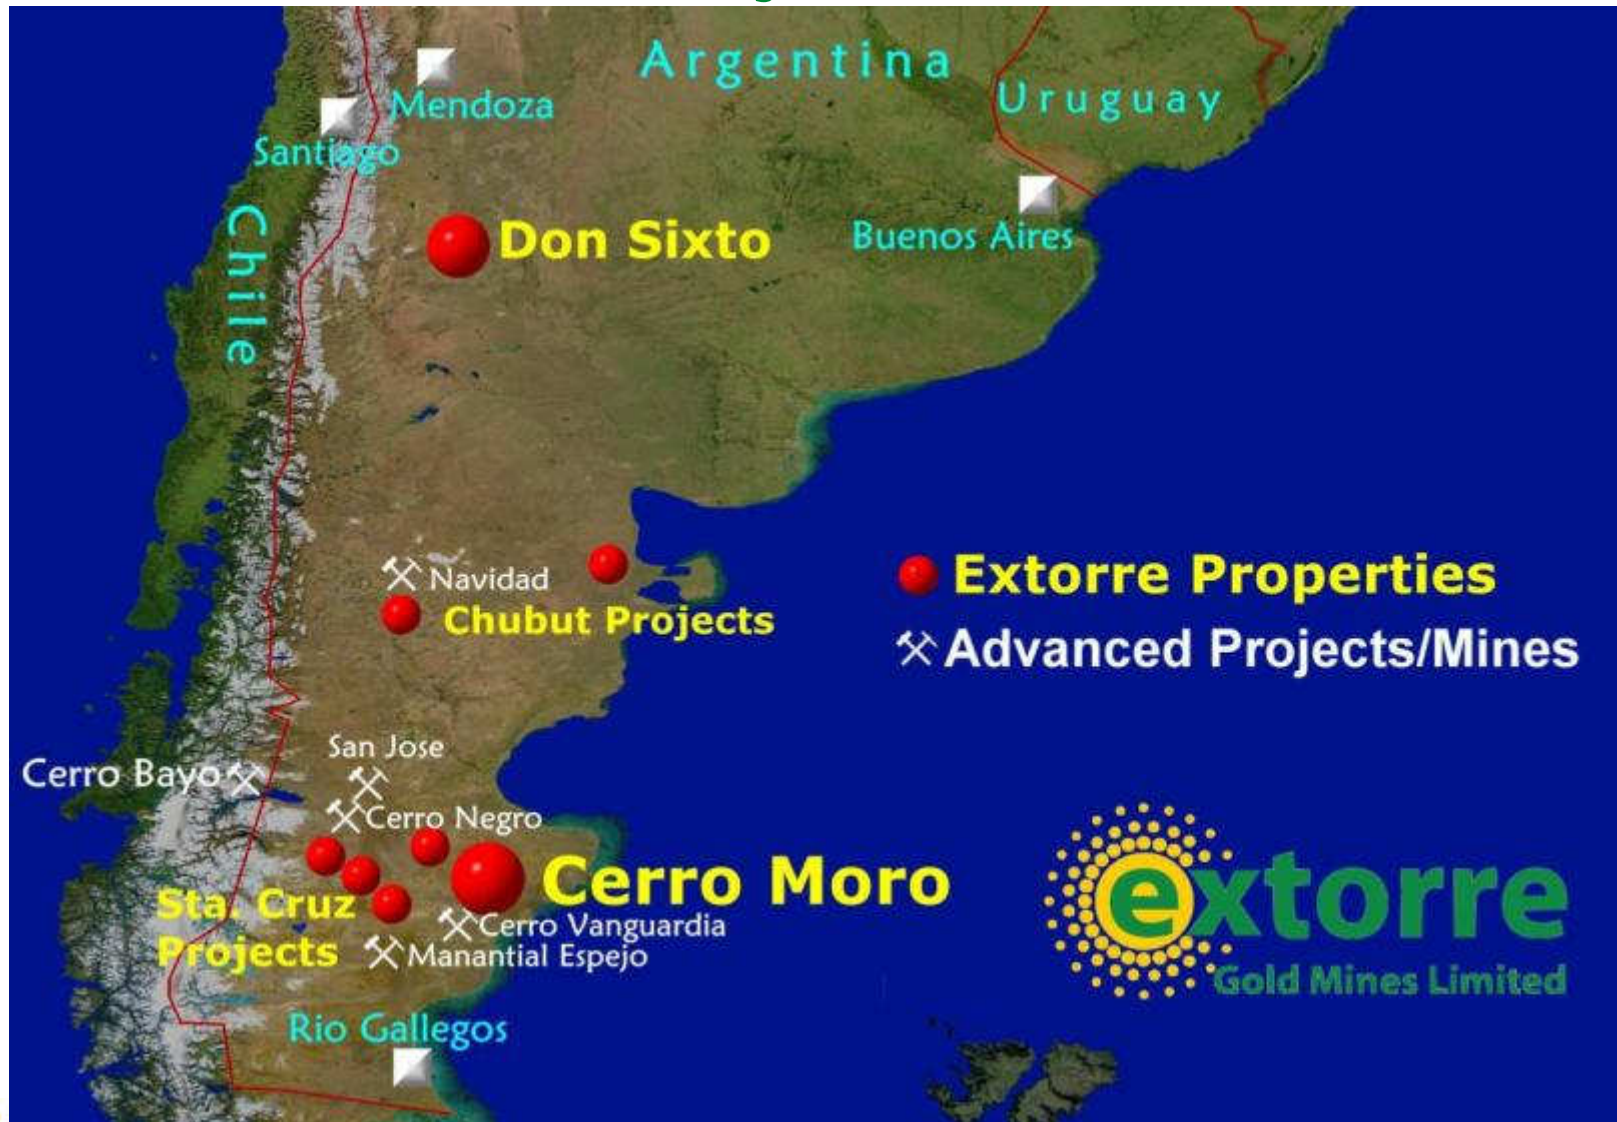 Argentina
Uruguay
Mendoza
Santiago
Chile
Don Sixto
Buenos Aires
Navidad
Chubut Projects
Extorre Properties
Advanced Projects/Mines
San Jose
Cerro Bayo
Cerro Negro
Cerro Moro
Sta. Cruz
Projects
Cerro Vanguardia
Manantial Espejo
Rio Gallegos
extorre
Gold Mines Limited